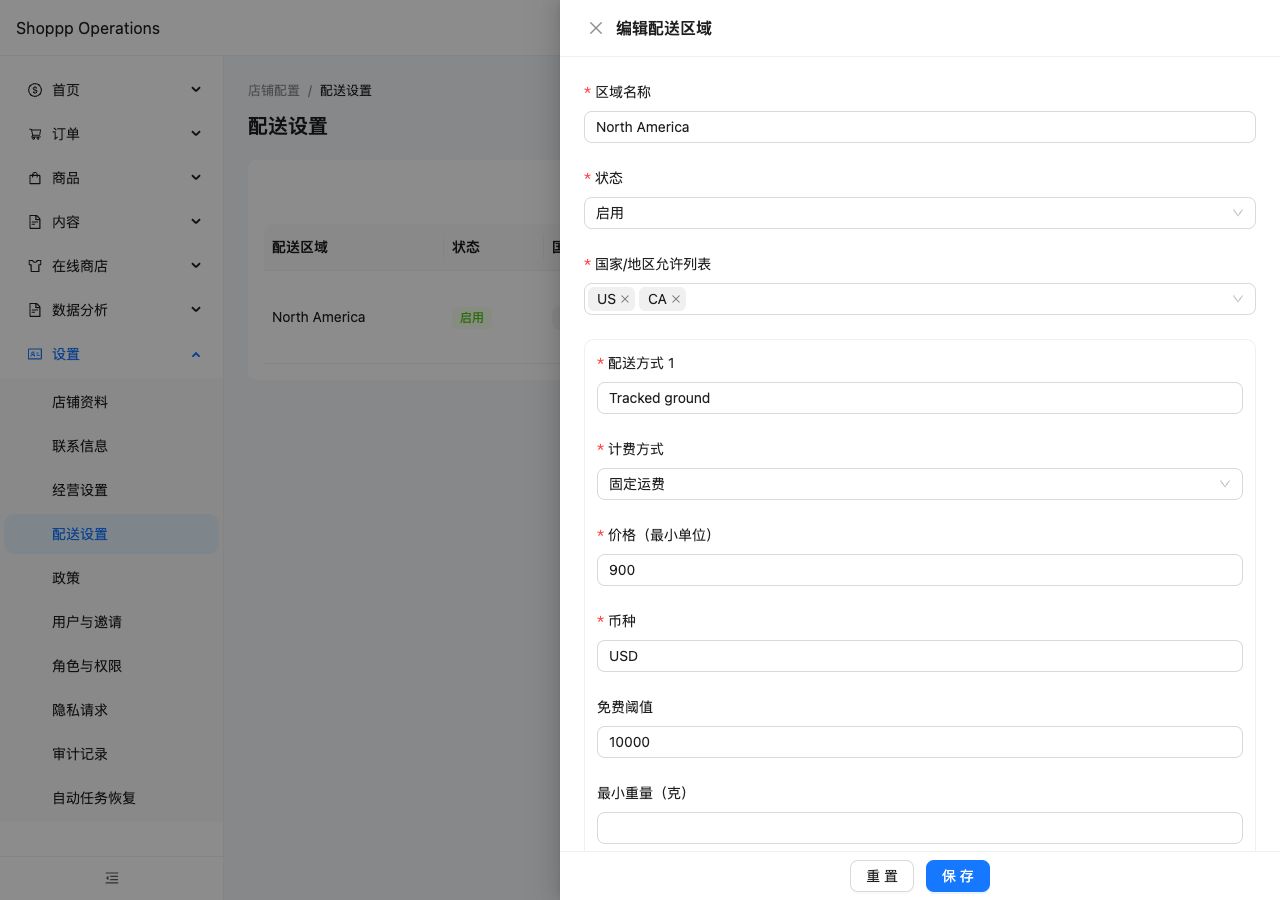 Shoppp Operations
首页
订单
商品
内容
在线商店
数据分析
设置
店铺资料
联系信息
经营设置
配送设置
政策
用户与邀请
角色与权限
隐私请求
审计记录
自动任务恢复
店铺配置 / 配送设置
配送设置
配送区域 状态
North America 启用
编辑配送区域
* 区域名称
North America
* 状态
启用
* 国家/地区允许列表
US CA
* 配送方式 1
Tracked ground
* 计费方式
固定运费
* 价格（最小单位）
900
* 币种
USD
免费阈值
10000
最小重量（克）
重 置 保 存